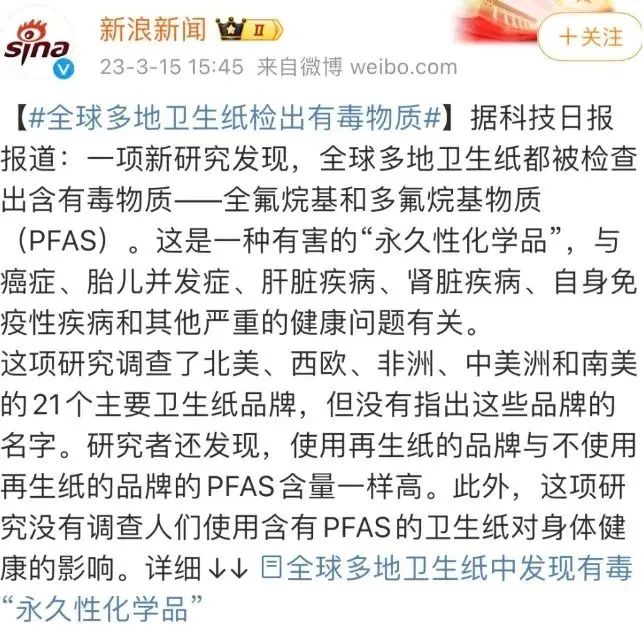 sina
新浪新闻 II
+关注
23-3-15 15:45 来自微博 weibo.com
【#全球多地卫生纸检出有毒物质#】据科技日报
报道：一项新研究发现，全球多地卫生纸都被检查
出含有毒物质——全氟烷基和多氟烷基物质
（PFAS）。这是一种有害的“永久性化学品”，与
癌症、胎儿并发症、肝脏疾病、肾脏疾病、自身免
疫性疾病和其他严重的健康问题有关。
这项研究调查了北美、西欧、非洲、中美洲和南美
的21个主要卫生纸品牌，但没有指出这些品牌的
名字。研究者还发现，使用再生纸的品牌与不使用
再生纸的品牌的PFAS含量一样高。此外，这项研
究没有调查人们使用含有PFAS的卫生纸对身体健
康的影响。详细↓↓ 全球多地卫生纸中发现有毒
“永久性化学品”